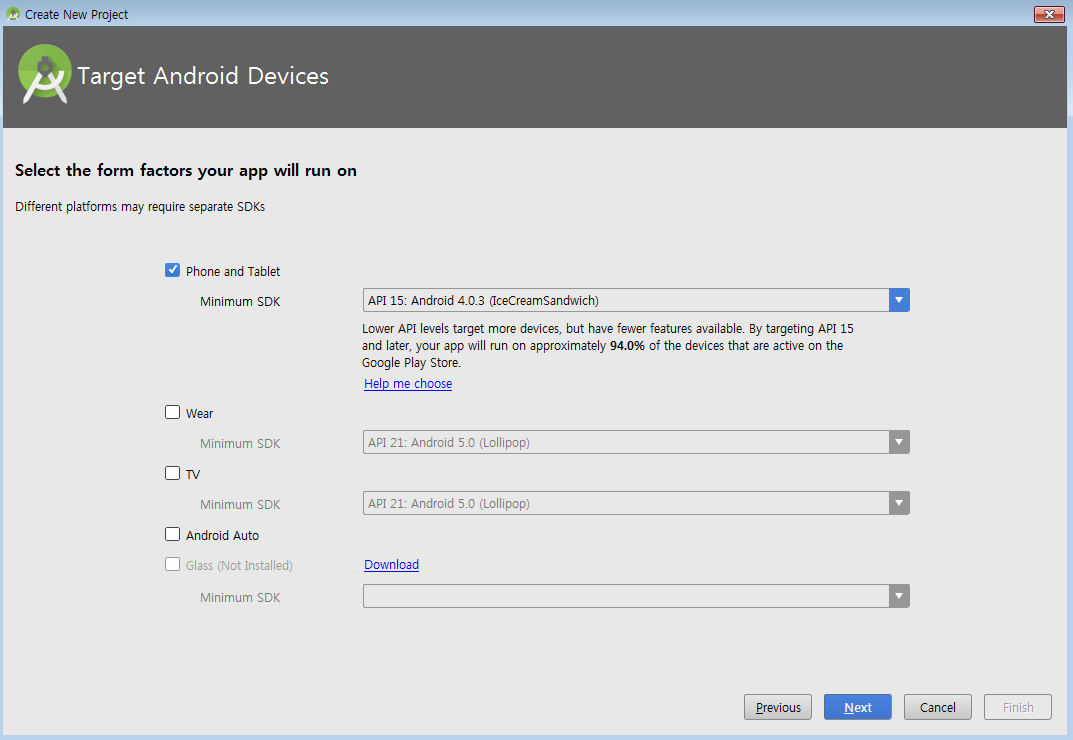 Create New Project
Target Android Devices
Select the form factors your app will run on
Different platforms may require separate SDKs
Phone and Tablet
Minimum SDK
API 15: Android 4.0.3 (IceCreamSandwich)
Lower API levels target more devices, but have fewer features available. By targeting API 15
and later, your app will run on approximately 94.0% of the devices that are active on the
Google Play Store.
Help me choose
Wear
Minimum SDK
API 21: Android 5.0 (Lollipop)
TV
Minimum SDK
API 21: Android 5.0 (Lollipop)
Android Auto
Glass (Not Installed)
Download
Minimum SDK
Previous
Next
Cancel
Finish